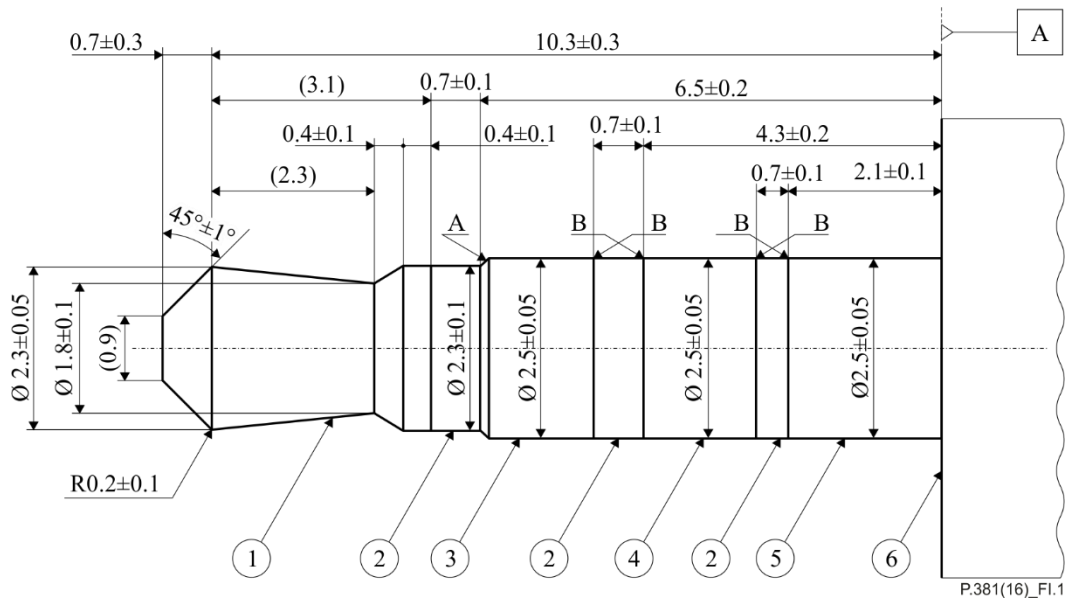 A
0.7±0.3
10.3±0.3
(3.1)
0.7±0.1
6.5±0.2
0.4±0.1
0.4±0.1
0.7±0.1
4.3±0.2
(2.3)
0.7±0.1
2.1±0.1
45°±1°
A
B
B
B
B
Ø 2.3±0.05
Ø 1.8±0.1
(0.9)
Ø 2.3±0.1
Ø 2.5±0.05
Ø 2.5±0.05
Ø2.5±0.05
R0.2±0.1
1
2
3
2
4
2
5
6
P.381(16)_FI.1